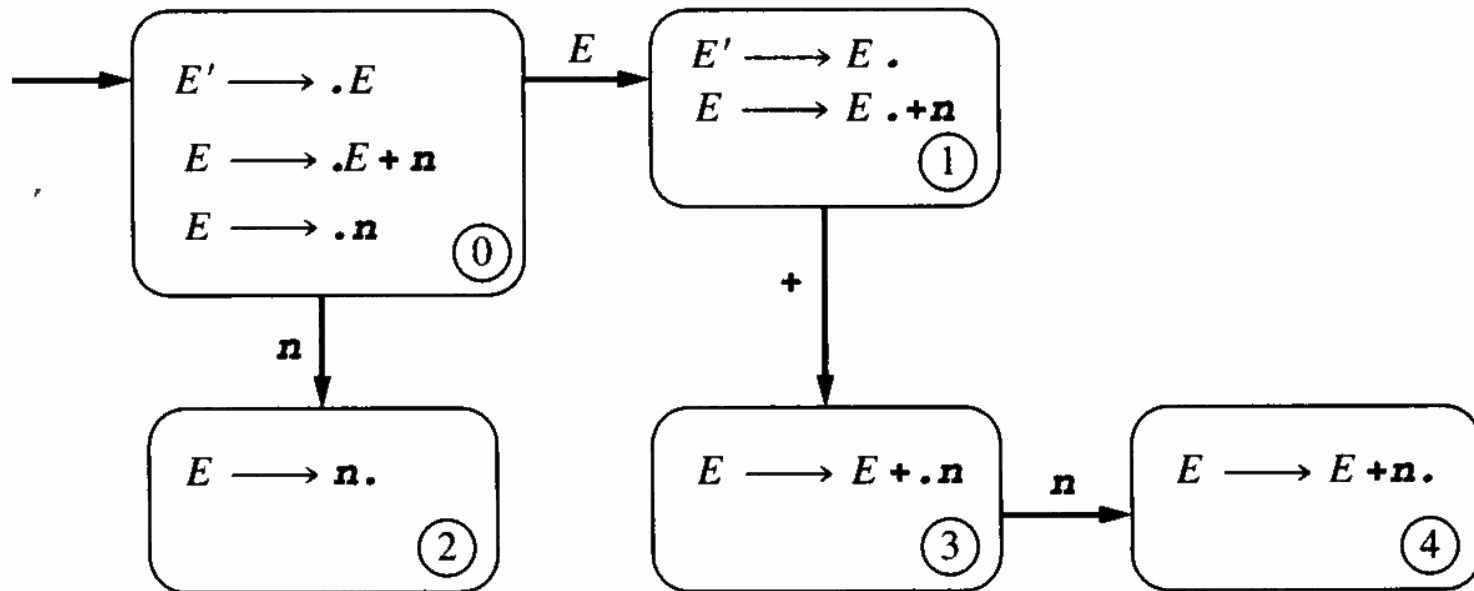 E' ⟶ .E
E ⟶ .E + n
E ⟶ .n
0
E
E' ⟶ E .
E ⟶ E .+n
1
n
+
E ⟶ n.
2
E ⟶ E +.n
3
n
E ⟶ E +n.
4